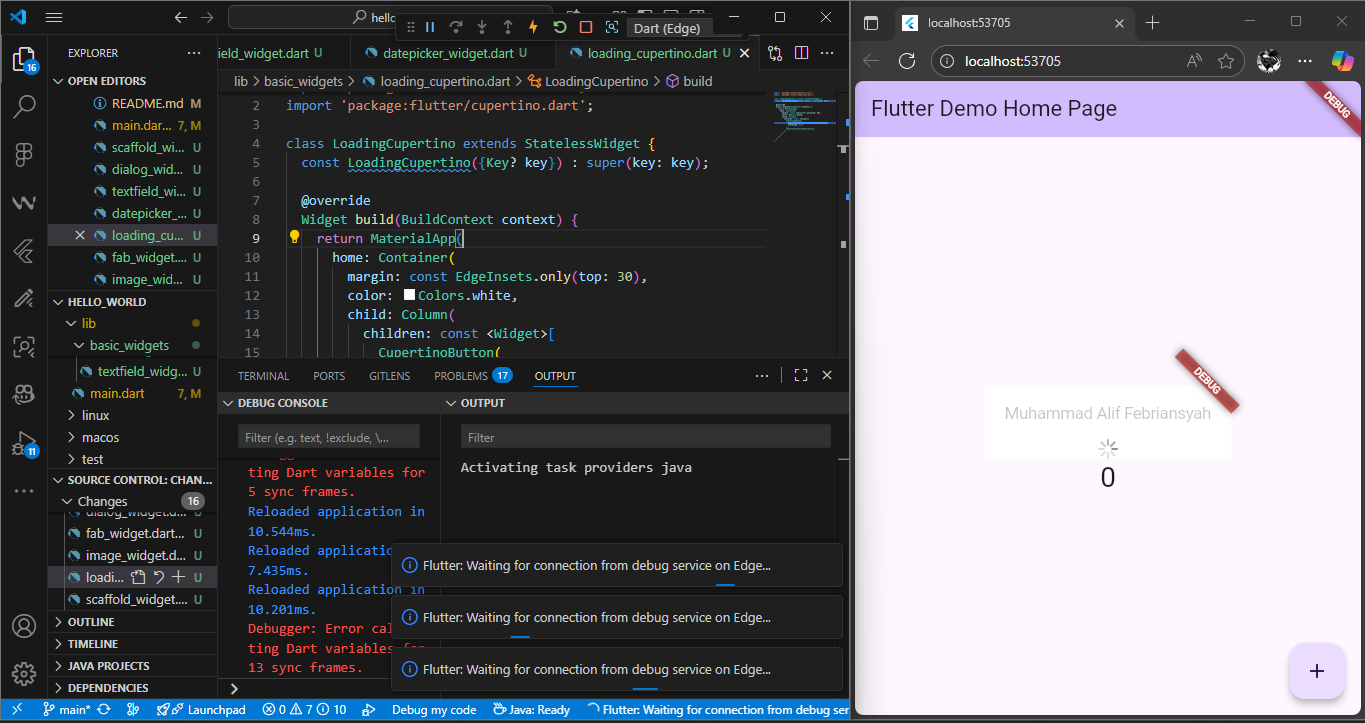 hello
Dart (Edge)
EXPLORER
OPEN EDITORS
README.md M
main.dar... 7, M
scaffold_wi... U
dialog_wid... U
textfield_wi... U
datepicker_... U
loading_cu... U
fab_widget... U
image_wid... U
HELLO_WORLD
lib
basic_widgets
textfield_widg... U
main.dart 7, M
linux
macos
test
SOURCE CONTROL: CHAN...
Changes 16
dialog_widget.d... U
fab_widget.dart... U
image_widget.d... U
loadi... U
scaffold_widget.... U
OUTLINE
TIMELINE
JAVA PROJECTS
DEPENDENCIES
16
11
ield_widget.dart U
datepicker_widget.dart U
loading_cupertino.dart U
lib > basic_widgets > loading_cupertino.dart > LoadingCupertino > build
2 import 'package:flutter/cupertino.dart';
3
4 class LoadingCupertino extends StatelessWidget {
5 const LoadingCupertino({Key? key}) : super(key: key);
6
7 @override
8 Widget build(BuildContext context) {
9 return MaterialApp(
10 home: Container(
11 margin: const EdgeInsets.only(top: 30),
12 color: Colors.white,
13 child: Column(
14 children: const <Widget>[
15 CupertinoButton(
TERMINAL PORTS GITLENS PROBLEMS 17 OUTPUT
DEBUG CONSOLE
Filter (e.g. text, !exclude, \...
ting Dart variables for
5 sync frames.
Reloaded application in
10.544ms.
Reloaded applicatio
7.435ms.
Reloaded application in
10.201ms.
Debugger: Error cal
ting Dart variables for
13 sync frames.
OUTPUT
Filter
Activating task providers java
Flutter: Waiting for connection from debug service on Edge...
Flutter: Waiting for connection from debug service on Edge...
Flutter: Waiting for connection from debug service on Edge...
main* Launchpad 0 7 10 Debug my code Java: Ready Flutter: Waiting for connection from debug ser
localhost:53705
localhost:53705
Flutter Demo Home Page
DEBUG
DEBUG
Muhammad Alif Febriansyah
0